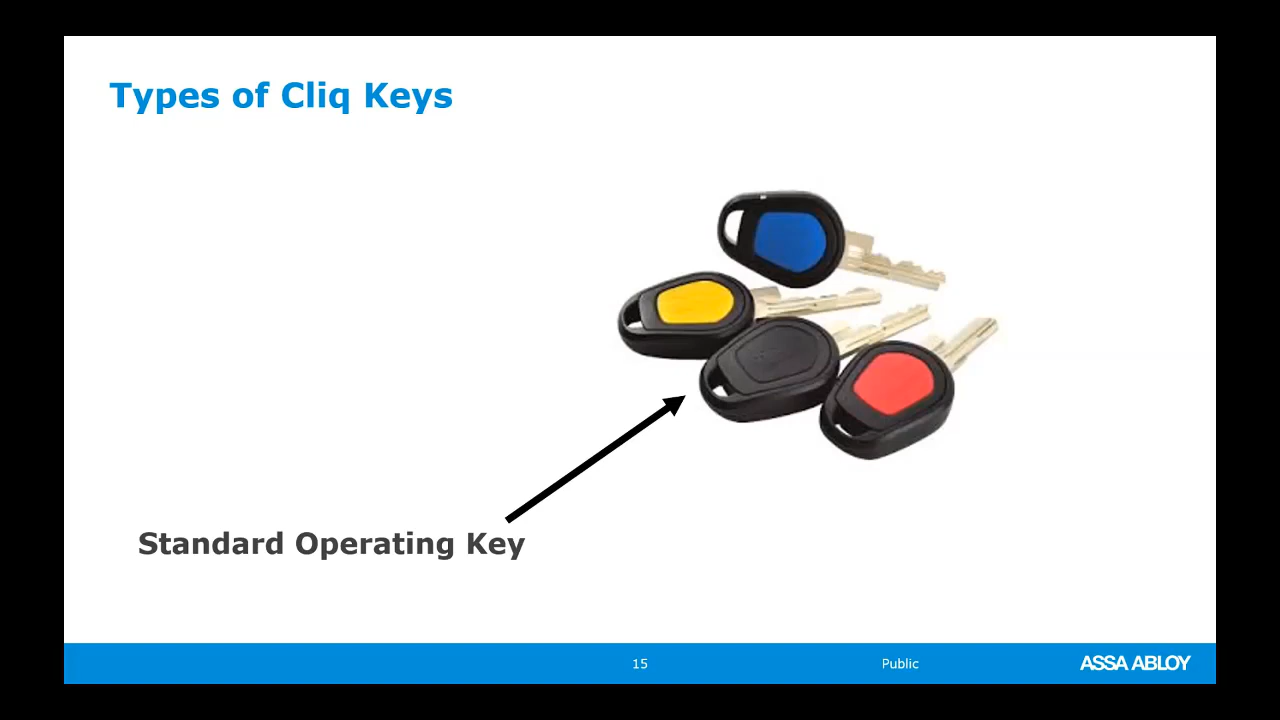 Types of Cliq Keys
Standard Operating Key
15
Public
ASSA ABLOY